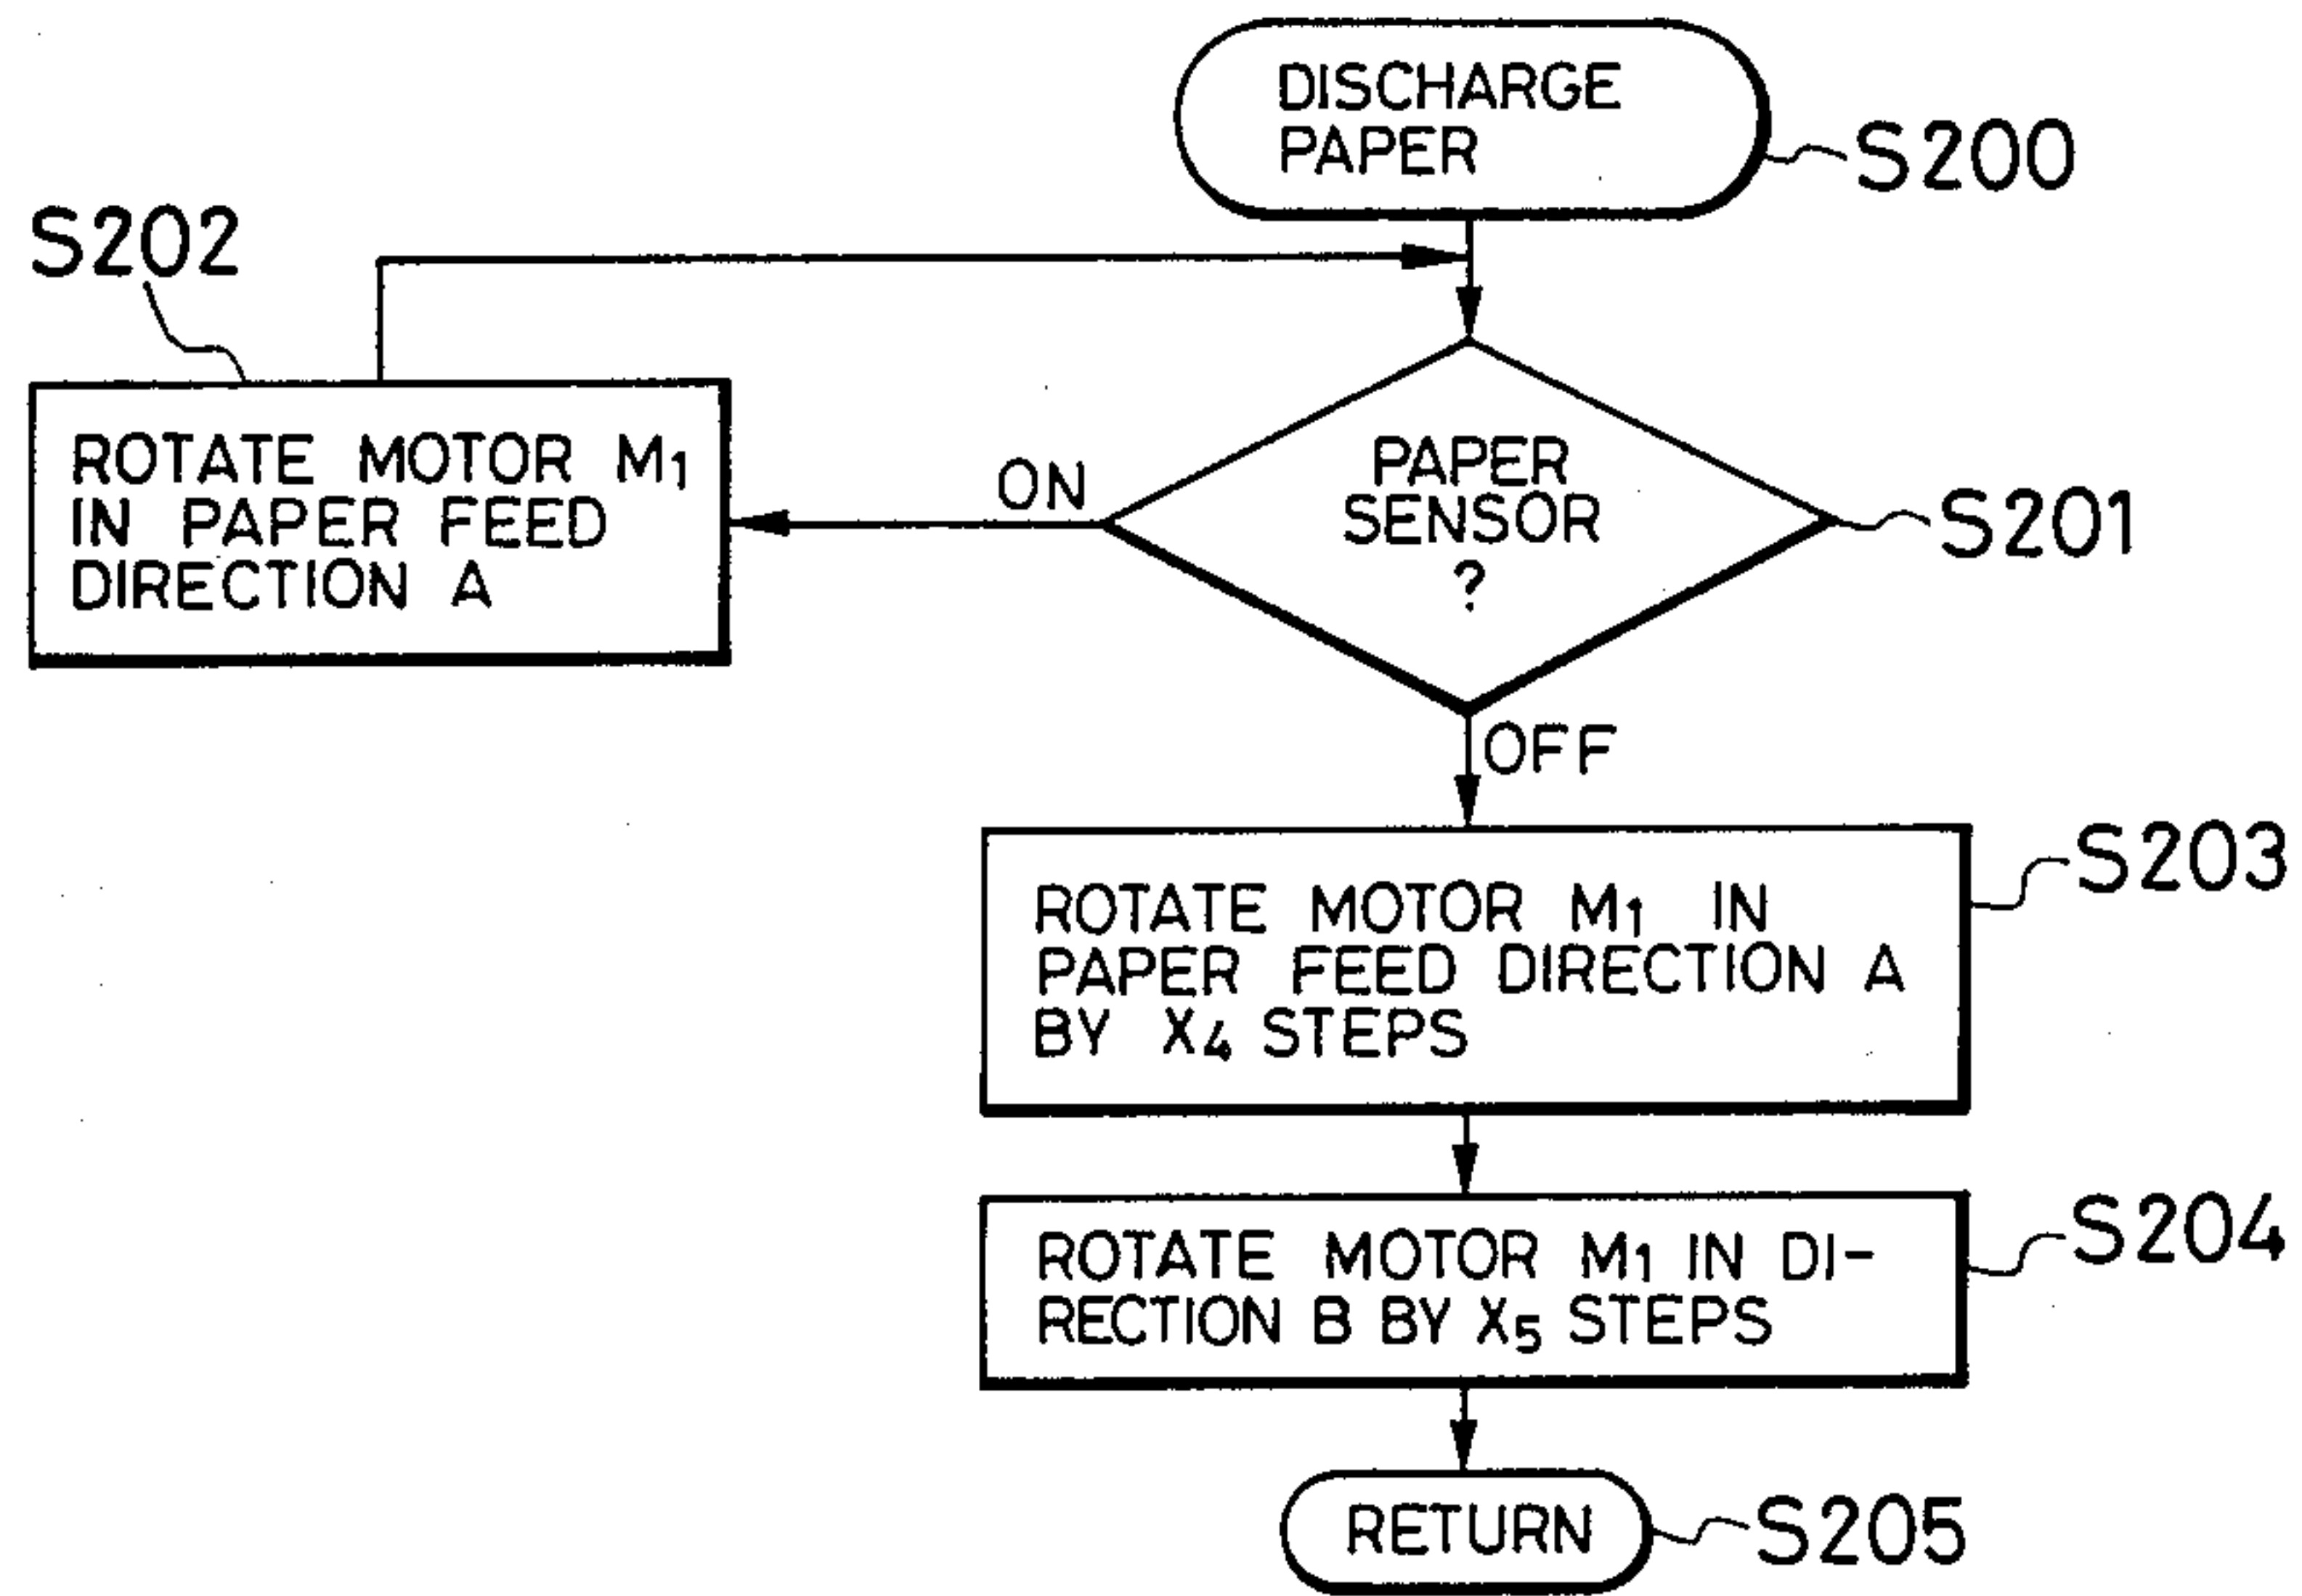 DISCHARGE
PAPER
S200
S202
ROTATE MOTOR M₁
IN PAPER FEED
DIRECTION A
ON
PAPER
SENSOR
?
S201
OFF
ROTATE MOTOR M₁ IN
PAPER FEED DIRECTION A
BY X₄ STEPS
S203
ROTATE MOTOR M₁ IN DI-
RECTION B BY X₅ STEPS
S204
RETURN
S205